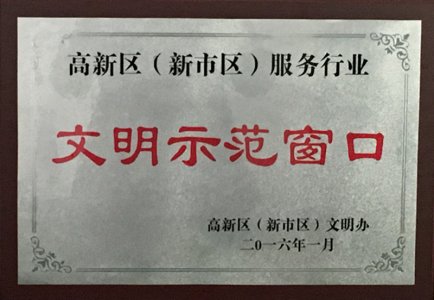 高新区（新市区）服务行业
文明示范窗口
高新区（新市区）文明办
二0一六年一月